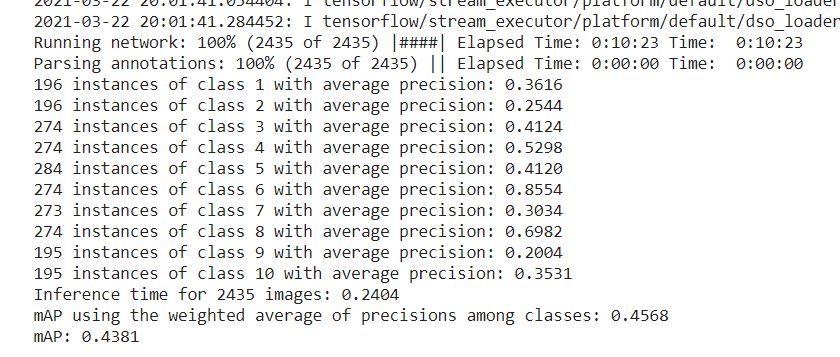 2021-03-22 20:01:41.054404: I tensorflow/stream_executor/platform/default/dso_loader
2021-03-22 20:01:41.284452: I tensorflow/stream_executor/platform/default/dso_loader
Running network: 100% (2435 of 2435) |####| Elapsed Time: 0:10:23 Time:  0:10:23
Parsing annotations: 100% (2435 of 2435) || Elapsed Time: 0:00:00 Time:  0:00:00
196 instances of class 1 with average precision: 0.3616
196 instances of class 2 with average precision: 0.2544
274 instances of class 3 with average precision: 0.4124
274 instances of class 4 with average precision: 0.5298
284 instances of class 5 with average precision: 0.4120
274 instances of class 6 with average precision: 0.8554
273 instances of class 7 with average precision: 0.3034
274 instances of class 8 with average precision: 0.6982
195 instances of class 9 with average precision: 0.2004
195 instances of class 10 with average precision: 0.3531
Inference time for 2435 images: 0.2404
mAP using the weighted average of precisions among classes: 0.4568
mAP: 0.4381